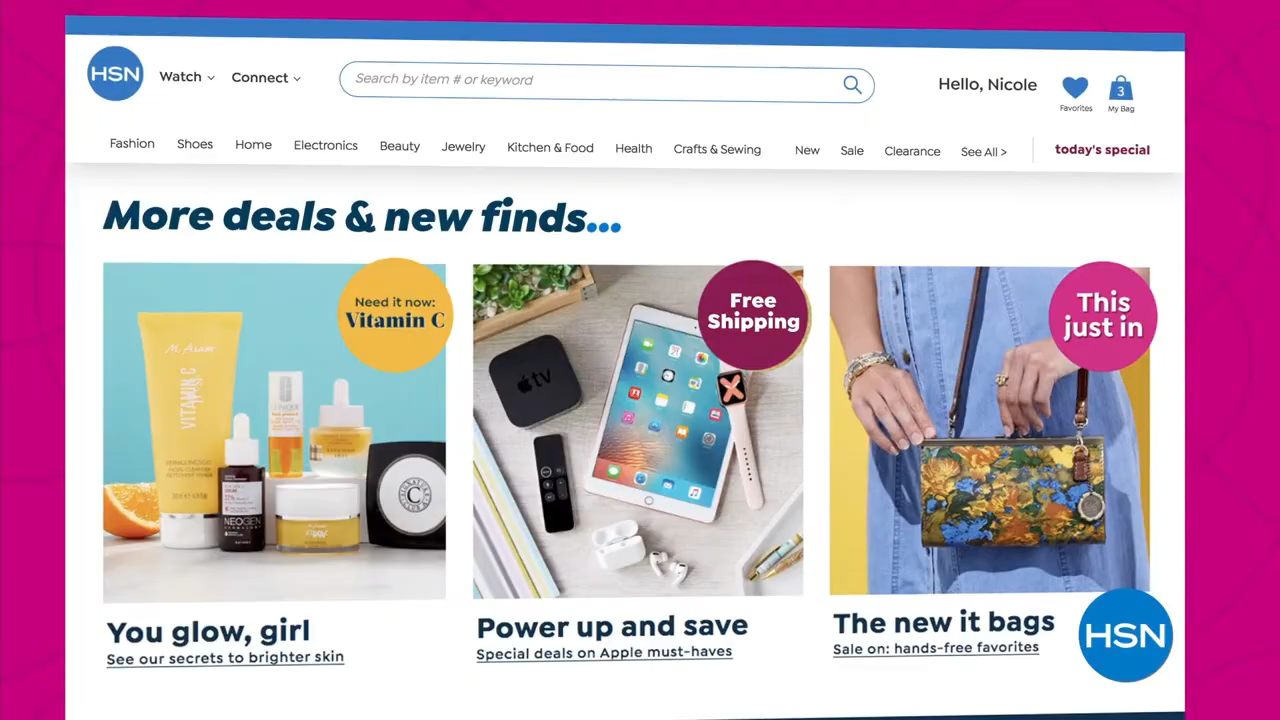 HSN
Watch
Connect
Search by item # or keyword
Hello, Nicole
Favorites
3
My Bag
Fashion
Shoes
Home
Electronics
Beauty
Jewelry
Kitchen & Food
Health
Crafts & Sewing
New
Sale
Clearance
See All >
today's special
More deals & new finds...
Need it now:
Vitamin C
M. Asam
VITAMIN C
NEOGEN
C
tv
Free
Shipping
This
just in
You glow, girl
See our secrets to brighter skin
Power up and save
Special deals on Apple must-haves
The new it bags
Sale on: hands-free favorites
HSN